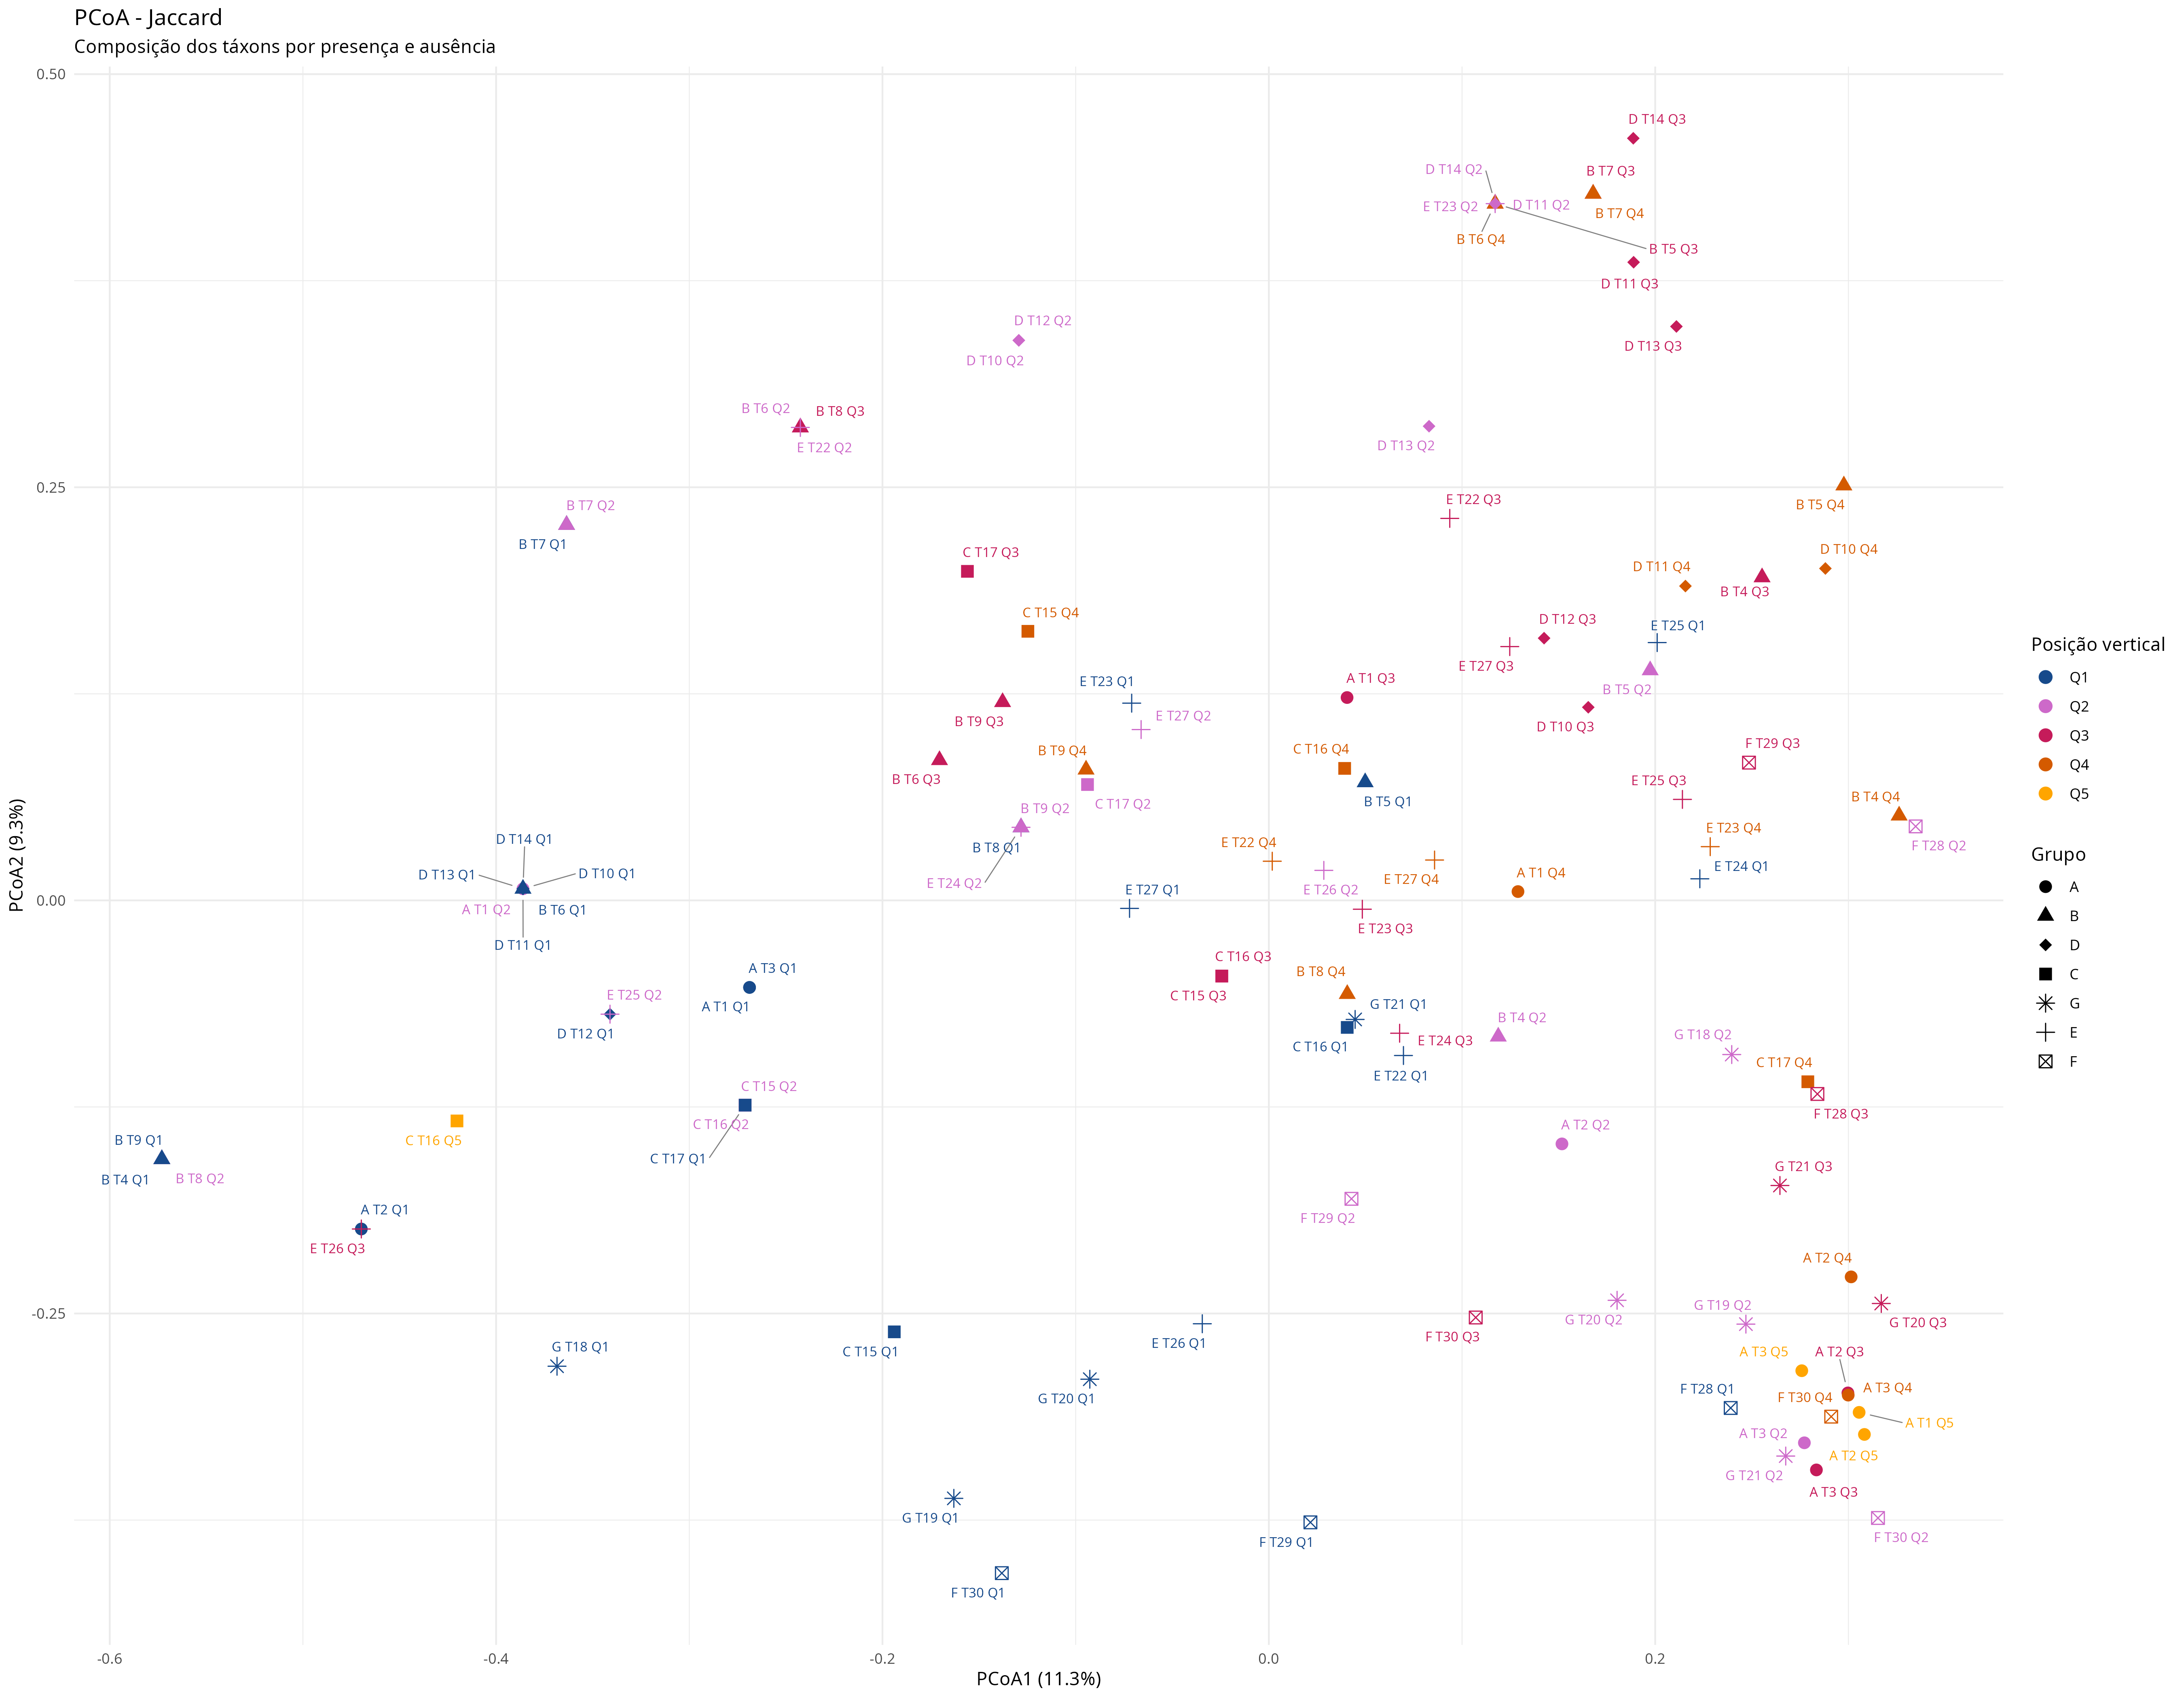 PCoA - Jaccard
Composição dos táxons por presença e ausência
0.50
D T14 Q3
D T14 Q2
B T7 Q3
E T23 Q2
D T11 Q2
B T7 Q4
B T6 Q4
B T5 Q3
D T11 Q3
D T12 Q2
D T13 Q3
D T10 Q2
B T6 Q2
B T8 Q3
E T22 Q2
D T13 Q2
0.25
E T22 Q3
B T7 Q2
B T5 Q4
B T7 Q1
C T17 Q3
D T10 Q4
D T11 Q4
B T4 Q3
C T15 Q4
D T12 Q3
E T25 Q1
E T27 Q3
E T23 Q1
A T1 Q3
B T5 Q2
B T9 Q3
E T27 Q2
D T10 Q3
B T9 Q4
C T16 Q4
F T29 Q3
B T6 Q3
E T25 Q3
B T9 Q2
C T17 Q2
B T5 Q1
B T4 Q4
D T14 Q1
B T8 Q1
E T22 Q4
E T23 Q4
F T28 Q2
D T13 Q1
D T10 Q1
E T24 Q2
E T27 Q1
E T26 Q2
E T27 Q4
A T1 Q4
E T24 Q1
0.00
A T1 Q2
B T6 Q1
E T23 Q3
D T11 Q1
A T3 Q1
C T16 Q3
B T8 Q4
A T1 Q1
E T25 Q2
C T15 Q3
G T21 Q1
D T12 Q1
C T16 Q1
E T24 Q3
B T4 Q2
G T18 Q2
E T22 Q1
C T17 Q4
C T15 Q2
C T16 Q2
F T28 Q3
C T16 Q5
A T2 Q2
B T9 Q1
C T17 Q1
G T21 Q3
B T4 Q1
B T8 Q2
A T2 Q1
F T29 Q2
E T26 Q3
A T2 Q4
-0.25
G T19 Q2
G T20 Q2
G T20 Q3
F T30 Q3
E T26 Q1
G T18 Q1
C T15 Q1
A T3 Q5
A T2 Q3
G T20 Q1
F T28 Q1
F T30 Q4
A T3 Q4
A T1 Q5
A T3 Q2
A T2 Q5
G T21 Q2
A T3 Q3
G T19 Q1
F T29 Q1
F T30 Q2
F T30 Q1
-0.6
-0.4
-0.2
0.0
0.2
PCoA1 (11.3%)
PCoA2 (9.3%)
Posição vertical
Q1
Q2
Q3
Q4
Q5
Grupo
A
B
D
C
G
E
F